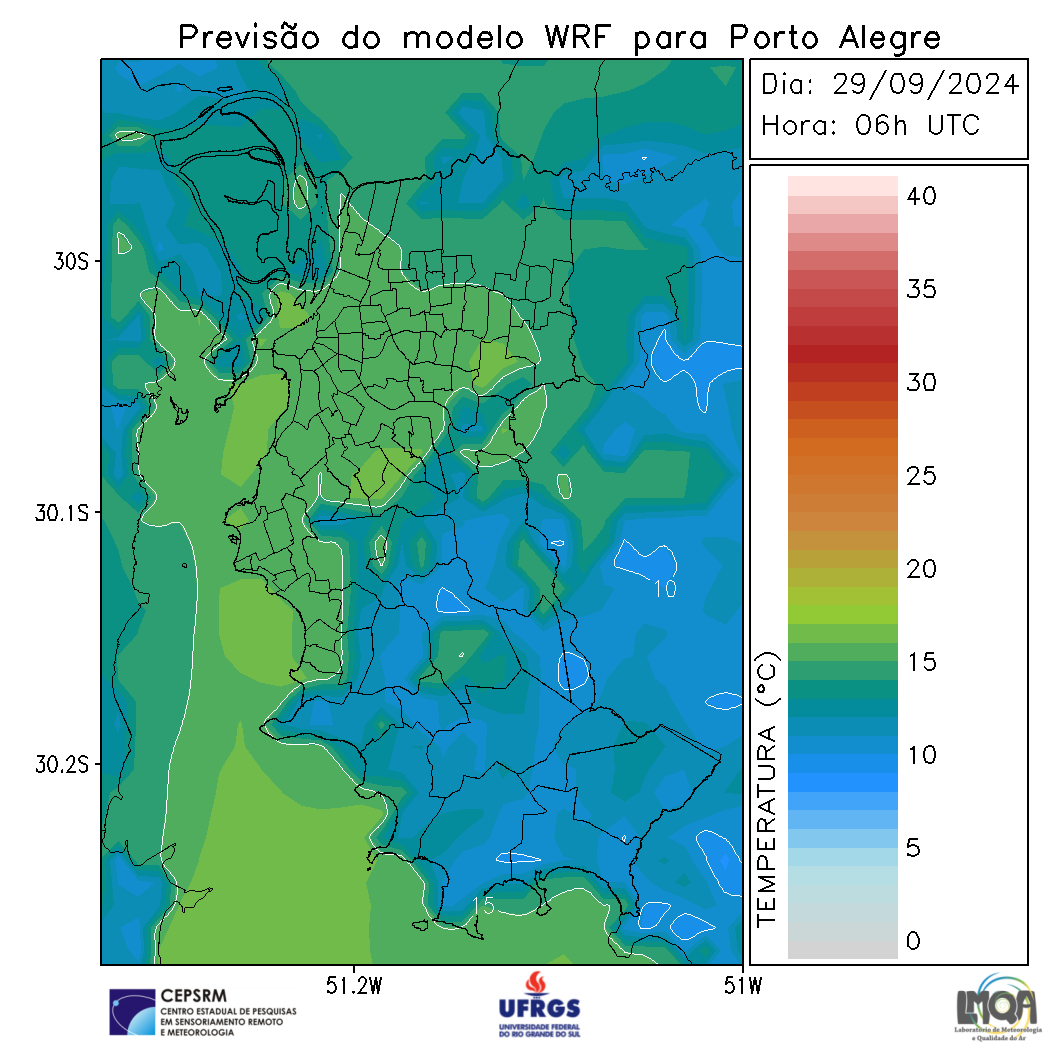 Previsão do modelo WRF para Porto Alegre
Dia: 29/09/2024
Hora: 06h UTC
30S
30.1S
30.2S
51.2W
51W
10
15
TEMPERATURA (°C)
40
35
30
25
20
15
10
5
0
CEPSRM
CENTRO ESTADUAL DE PESQUISAS
EM SENSORIAMENTO REMOTO
E METEOROLOGIA
UFRGS
UNIVERSIDADE FEDERAL
DO RIO GRANDE DO SUL
LMQA
Laboratório de Meteorologia
e Qualidade do Ar